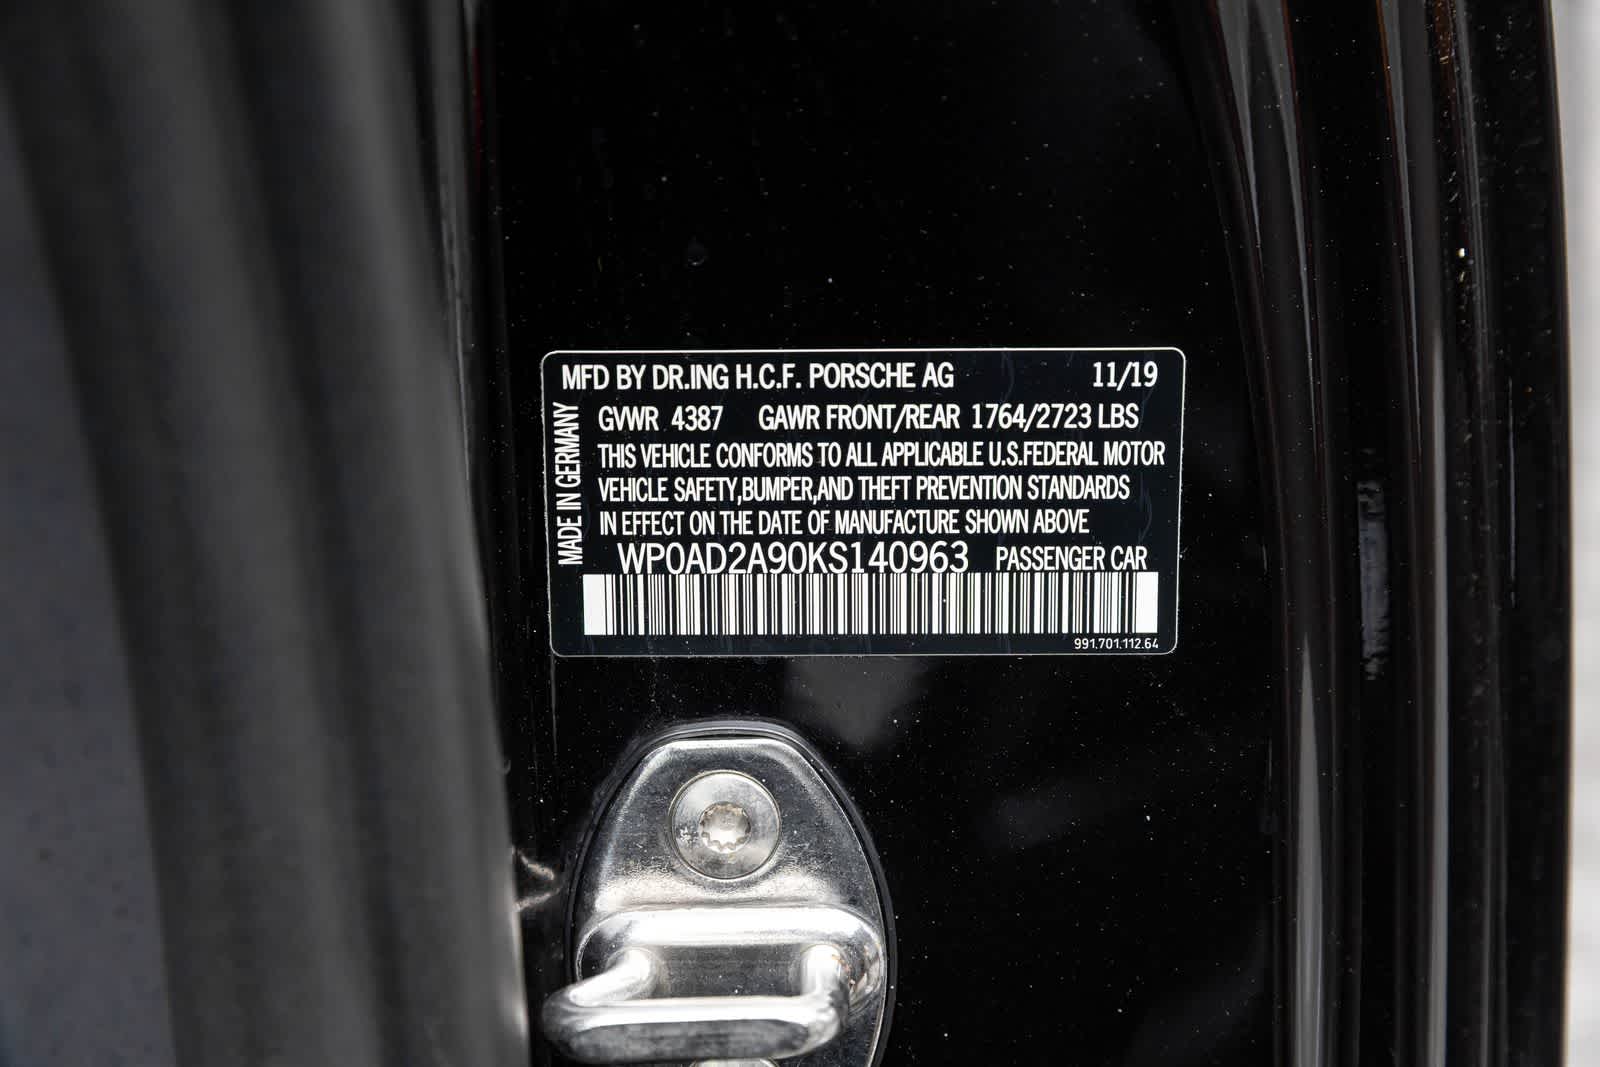 MFD BY DR.ING H.C.F. PORSCHE AG 11/19
GVWR 4387 GAWR FRONT/REAR 1764/2723 LBS
THIS VEHICLE CONFORMS TO ALL APPLICABLE U.S.FEDERAL MOTOR
VEHICLE SAFETY,BUMPER,AND THEFT PREVENTION STANDARDS
IN EFFECT ON THE DATE OF MANUFACTURE SHOWN ABOVE
WP0AD2A90KS140963 PASSENGER CAR
991.701.112.64
MADE IN GERMANY